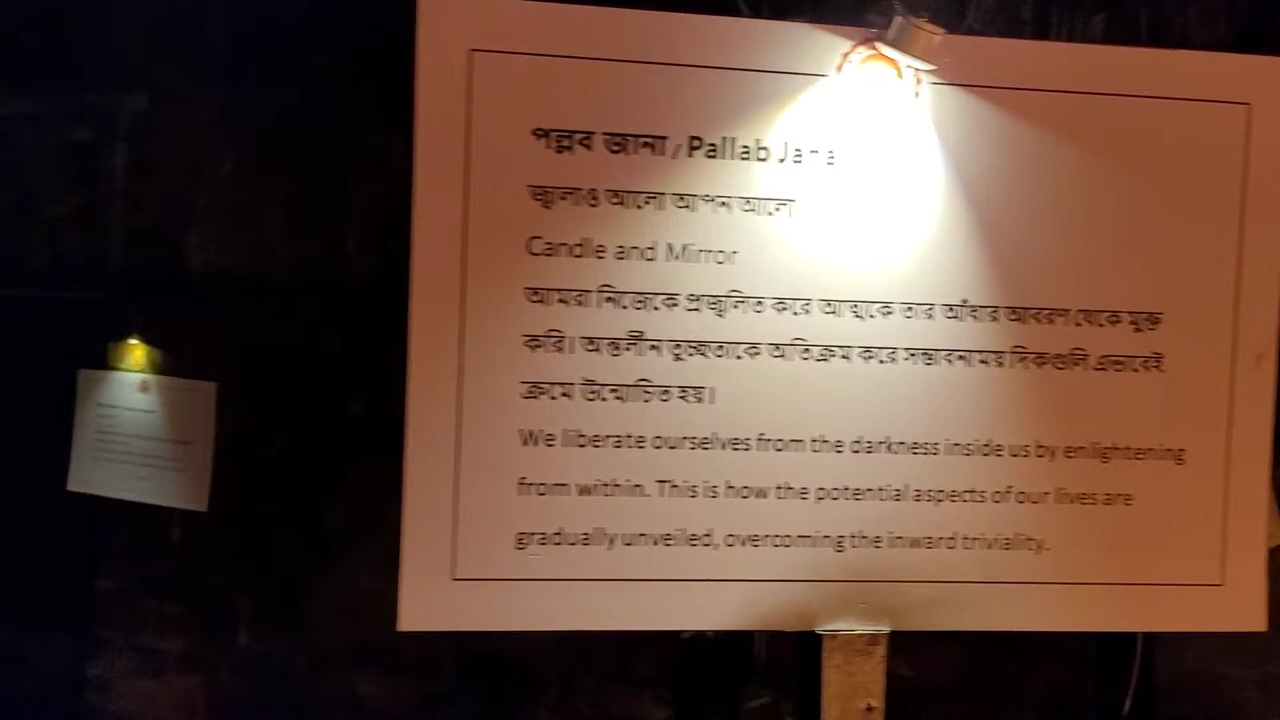 পল্লব জানা / Pallab Jana
জ্বালাও আলো আপন আলো
Candle and Mirror
আমরা নিজেকে প্রজ্বলিত করে আত্মকে তার আঁধার আবরণ থেকে মুক্ত
করি। অন্তর্লীন তুচ্ছতাকে অতিক্রম করে সম্ভাবনাময় দিকগুলি এভাবেই
ক্রমে উন্মোচিত হয়।
We liberate ourselves from the darkness inside us by enlightening
from within. This is how the potential aspects of our lives are
gradually unveiled, overcoming the inward triviality.